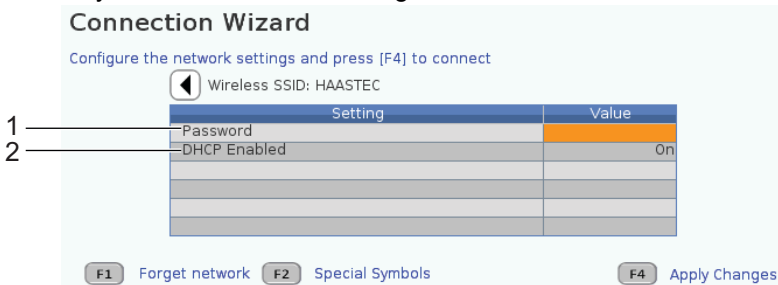 Connection Wizard
Configure the network settings and press [F4] to connect
Wireless SSID: HAASTEC
Setting Value
1 Password
2 DHCP Enabled On
F1 Forget network F2 Special Symbols F4 Apply Changes